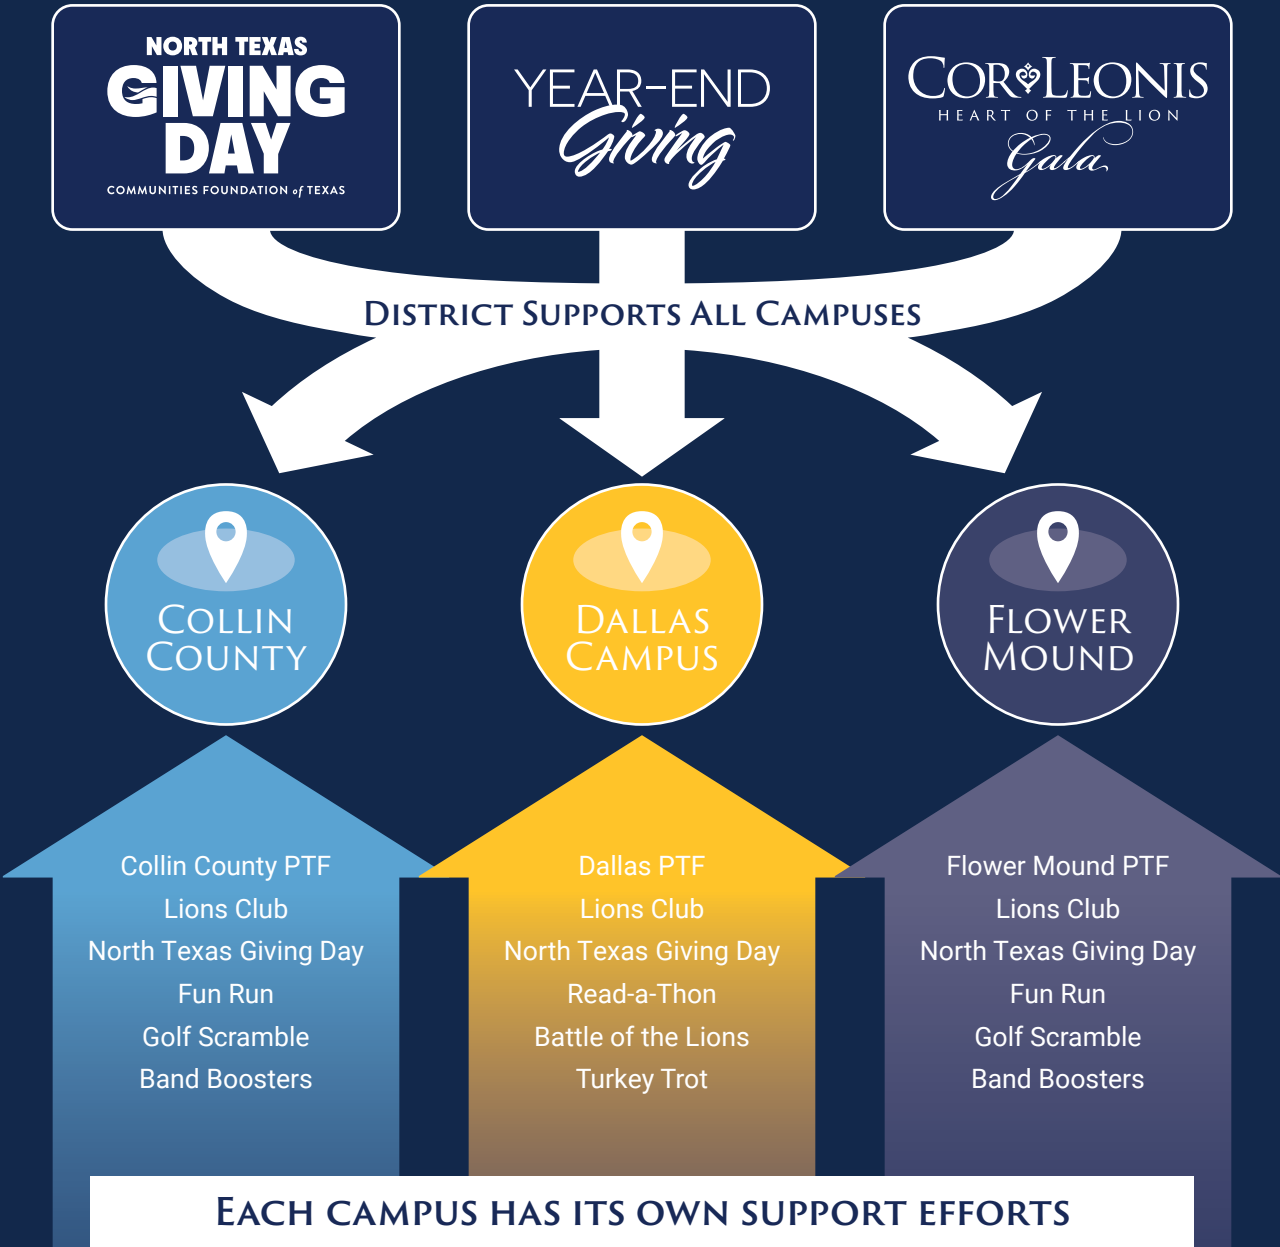 NORTH TEXAS
GIVING
DAY
COMMUNITIES FOUNDATION of TEXAS
YEAR-END
Giving
COR LEONIS
HEART OF THE LION
Gala
DISTRICT SUPPORTS ALL CAMPUSES
COLLIN
COUNTY
DALLAS
CAMPUS
FLOWER
MOUND
Collin County PTF
Lions Club
North Texas Giving Day
Fun Run
Golf Scramble
Band Boosters
Dallas PTF
Lions Club
North Texas Giving Day
Read-a-Thon
Battle of the Lions
Turkey Trot
Flower Mound PTF
Lions Club
North Texas Giving Day
Fun Run
Golf Scramble
Band Boosters
EACH CAMPUS HAS ITS OWN SUPPORT EFFORTS